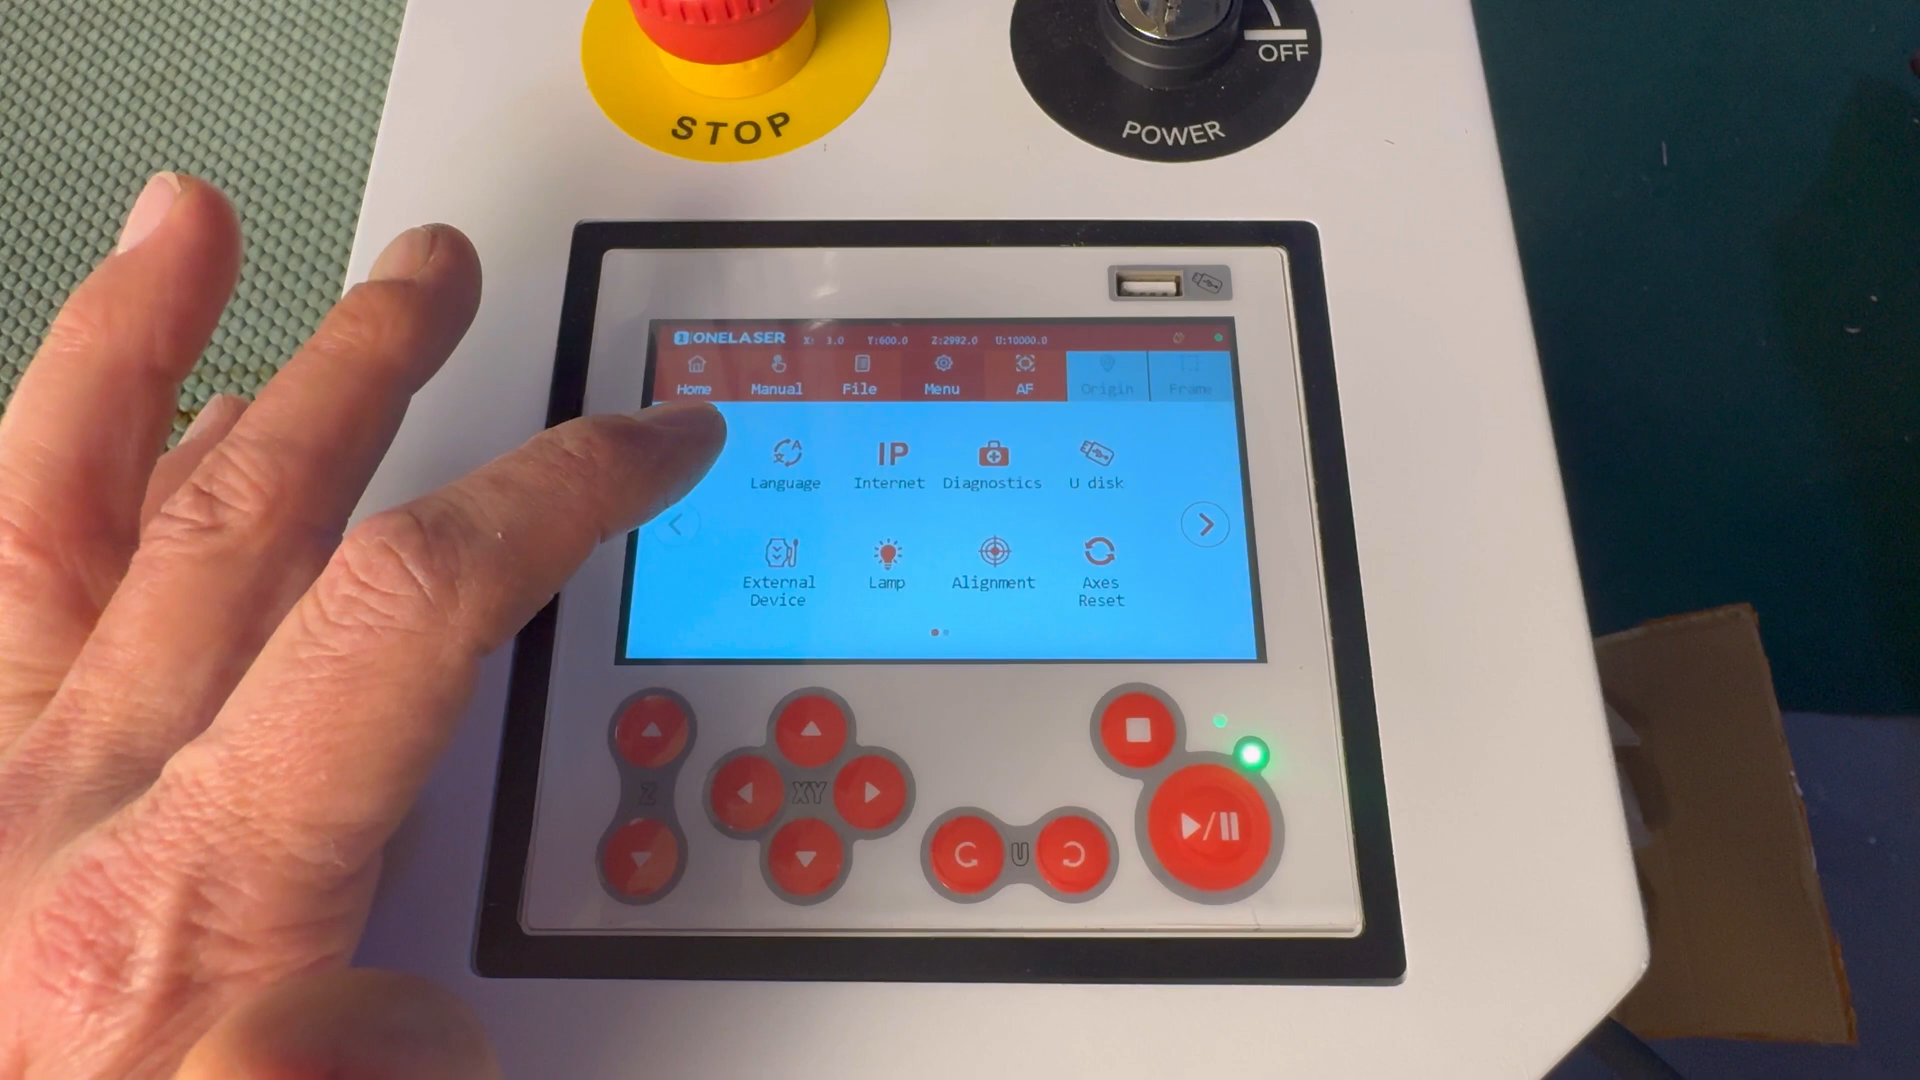 OFF
STOP
POWER
ONELASER X: 3.0 Y:600.0 Z:2992.0 U:10000.0
Home Manual File Menu AF Origin Frame
Language IP Internet Diagnostics U disk
External Device Lamp Alignment Axes Reset
Z XY U